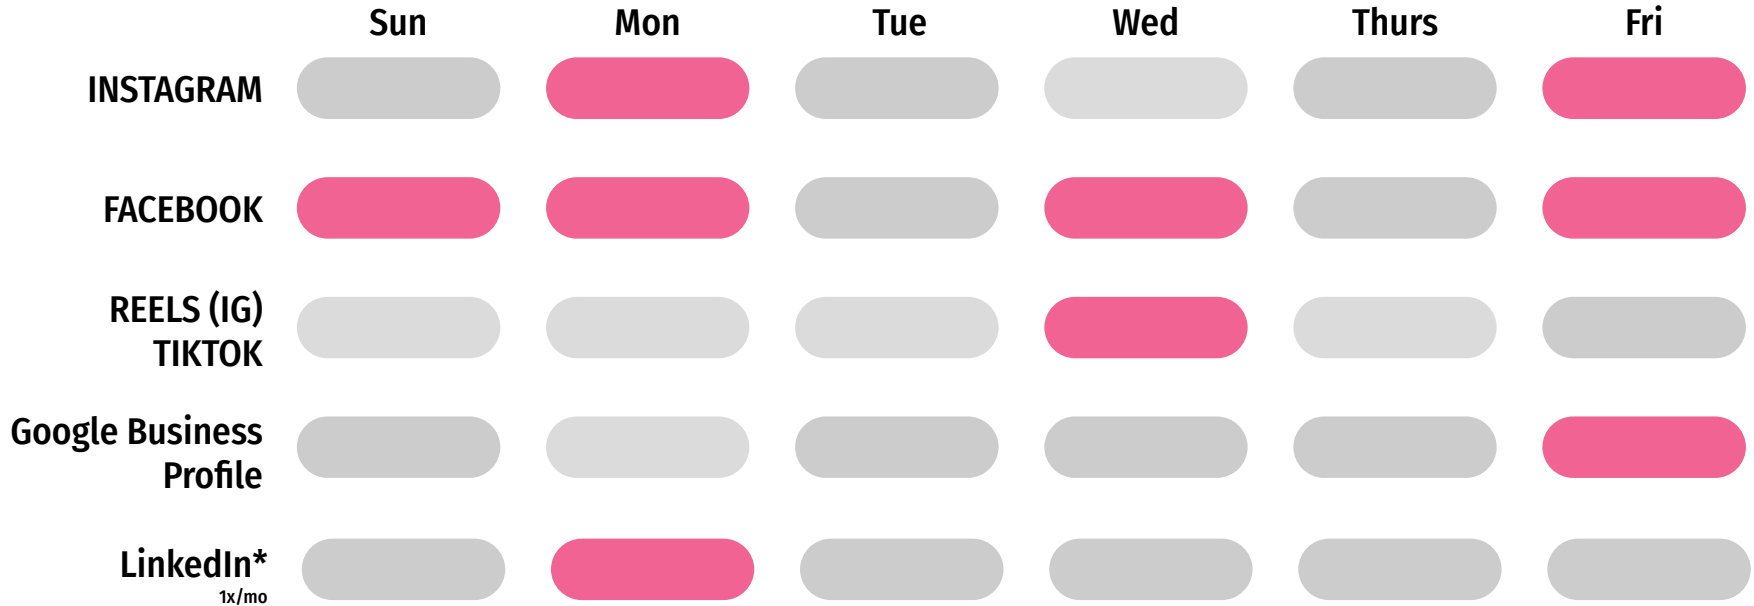 Sun Mon Tue Wed Thurs Fri
INSTAGRAM
FACEBOOK
REELS (IG)
TIKTOK
Google Business
Profile
LinkedIn*
1x/mo